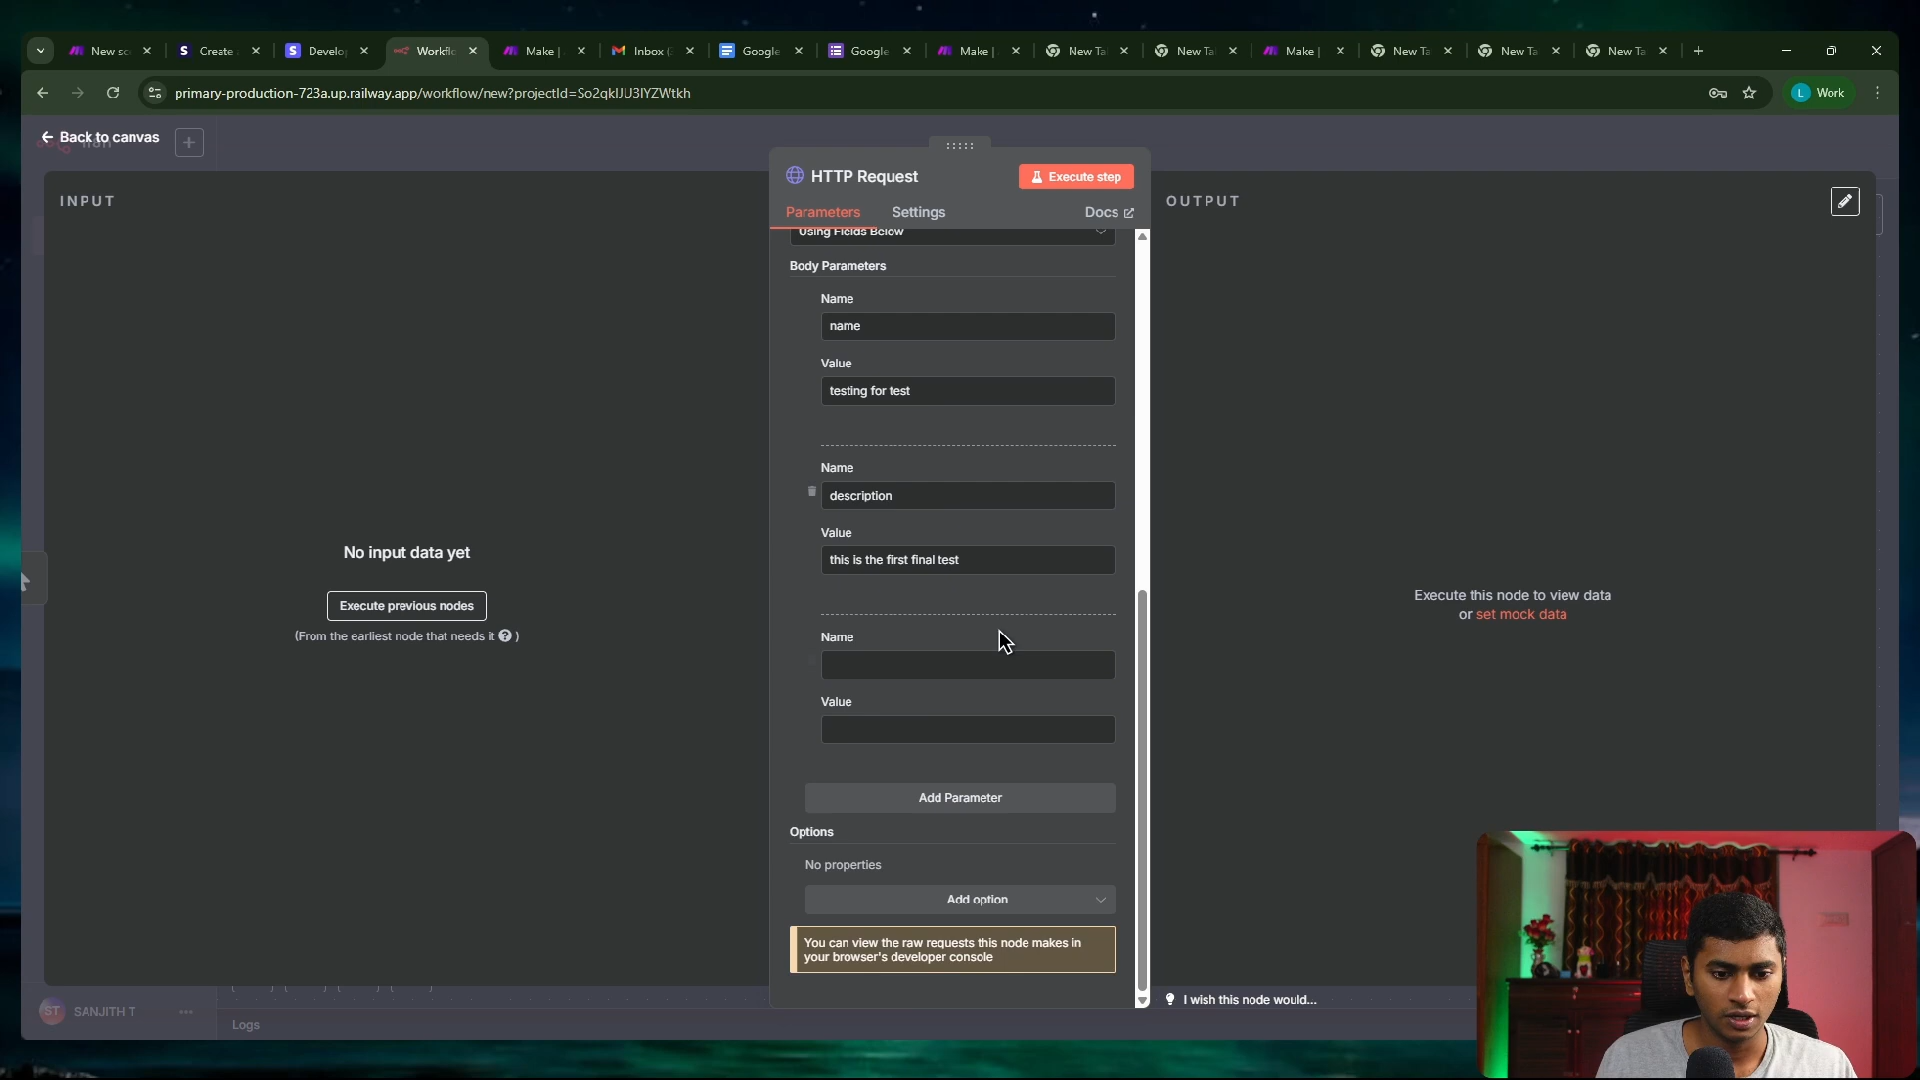 New sc
Create
Develo
Workflo
Make |
Inbox (
Google
Google
Make |
New Ta
New Ta
Make |
New Ta
New Ta
New Ta
primary-production-723a.up.railway.app/workflow/new?projectId=So2qkIJU3IYZWtkh
L Work
Back to canvas
INPUT
HTTP Request
Execute step
Parameters
Settings
Docs
OUTPUT
Using Fields Below
Body Parameters
Name
name
Value
testing for test
Name
description
Value
this is the first final test
Name
Value
Add Parameter
Options
No properties
Add option
You can view the raw requests this node makes in
your browser's developer console
No input data yet
Execute previous nodes
(From the earliest node that needs it ? )
Execute this node to view data
or set mock data
I wish this node would...
ST SANJITH T
Logs